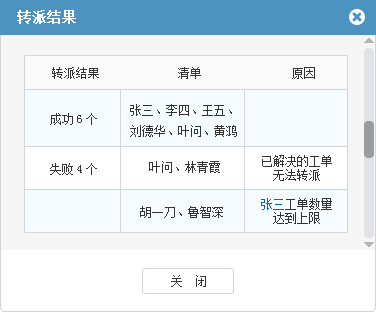 转派结果
转派结果 清单 原因
成功 6 个 张三、李四、王五、
刘德华、叶问、黄鸿
失败 4 个 叶问、林青霞 已解决的工单
无法转派
胡一刀、鲁智深 张三工单数量
达到上限
关 闭